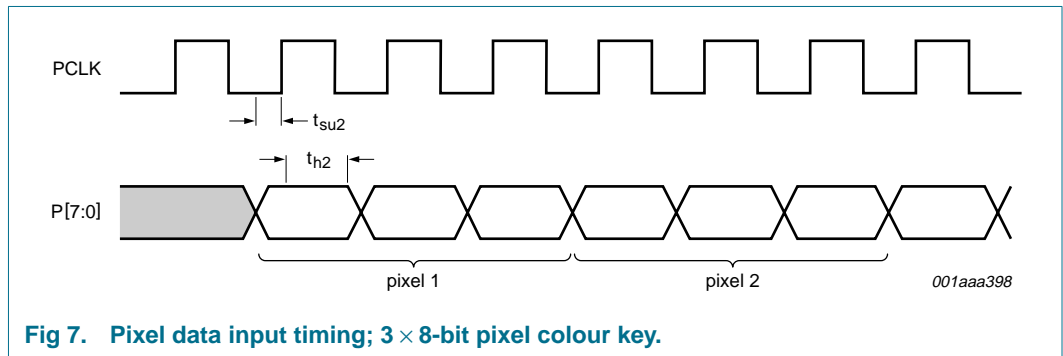 PCLK
tsu2
th2
P[7:0]
pixel 1
pixel 2
001aaa398
Fig 7. Pixel data input timing; 3 × 8-bit pixel colour key.